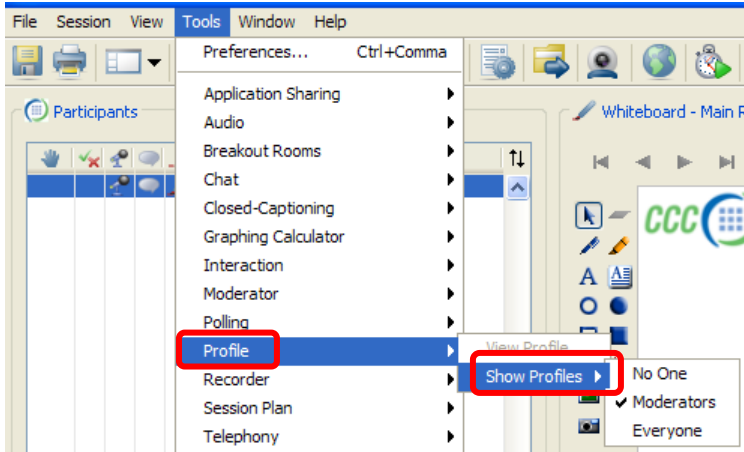 File Session View Tools Window Help
Preferences... Ctrl+Comma
Participants
Application Sharing
Audio
Breakout Rooms
Chat
Closed-Captioning
Graphing Calculator
Interaction
Moderator
Polling
Profile
Recorder
Session Plan
Telephony
View Profile
Show Profiles
No One
Moderators
Everyone
Whiteboard - Main R
CCC
A A